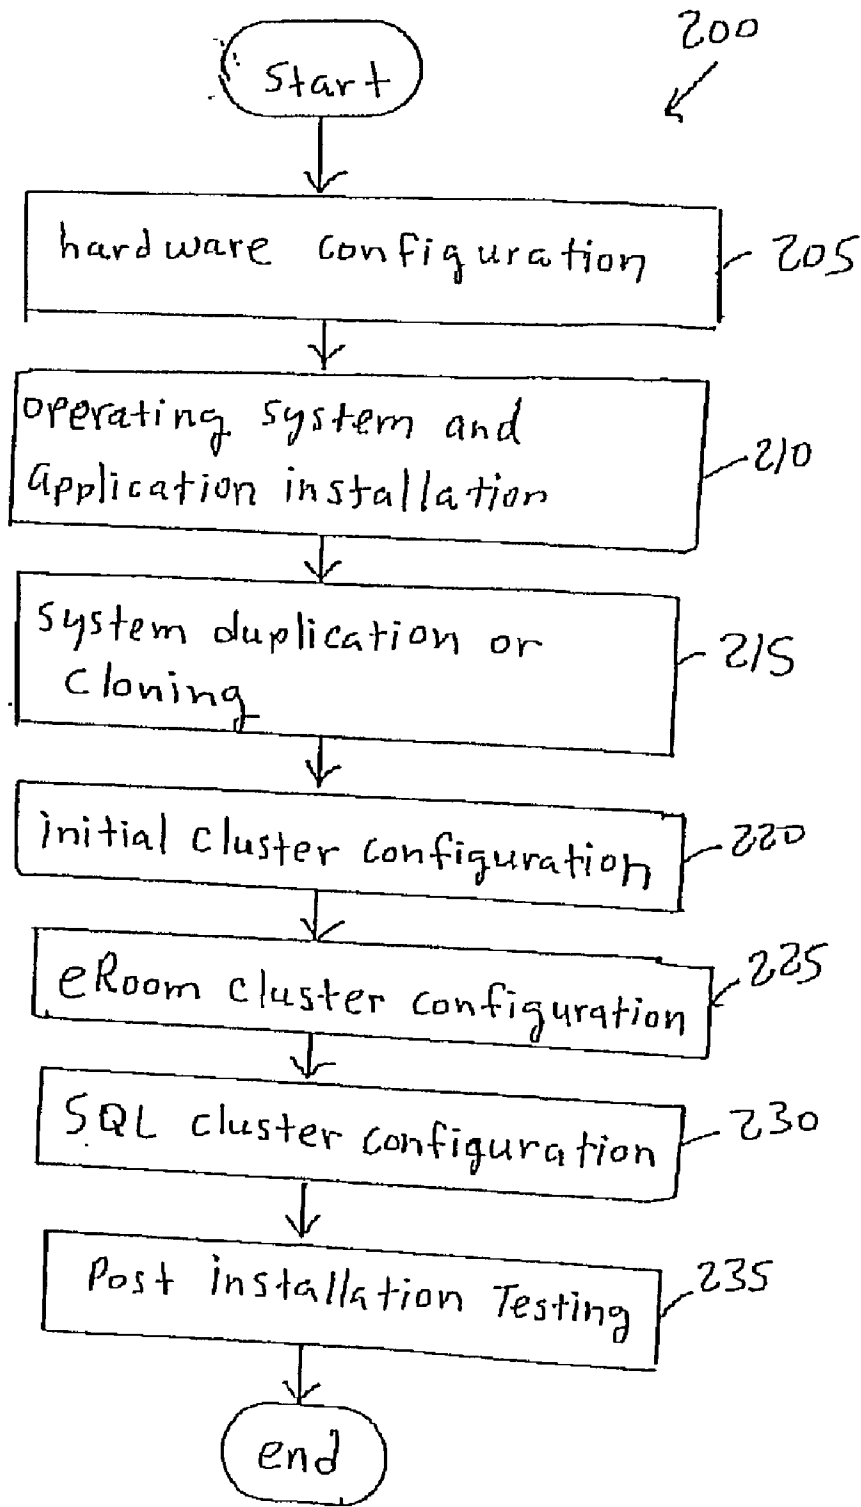 200
Start
hardware configuration
205
operating system and
application installation
210
system duplication or
cloning
215
initial cluster configuration
220
eRoom cluster configuration
225
SQL cluster configuration
230
Post installation Testing
235
end